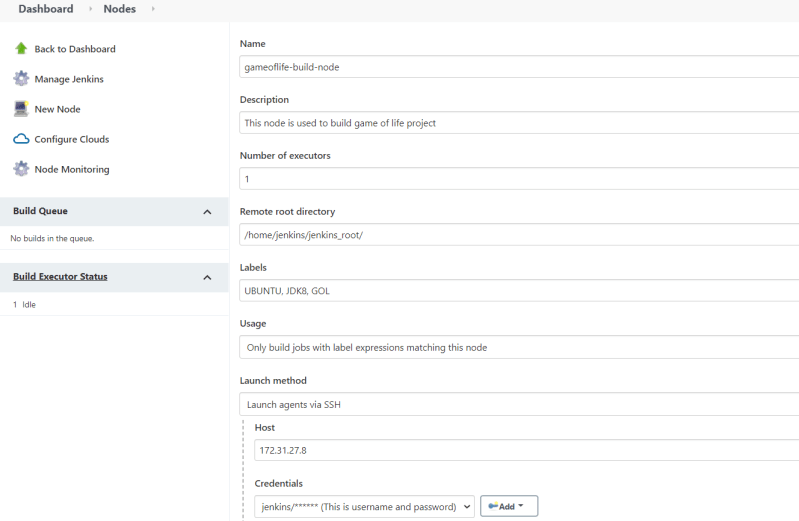 Dashboard
Nodes
Back to Dashboard
Manage Jenkins
New Node
Configure Clouds
Node Monitoring
Build Queue
No builds in the queue.
Build Executor Status
1 Idle
Name
gameoflife-build-node
Description
This node is used to build game of life project
Number of executors
1
Remote root directory
/home/jenkins/jenkins_root/
Labels
UBUNTU, JDK8, GOL
Usage
Only build jobs with label expressions matching this node
Launch method
Launch agents via SSH
Host
172.31.27.8
Credentials
jenkins/****** (This is username and password)
Add